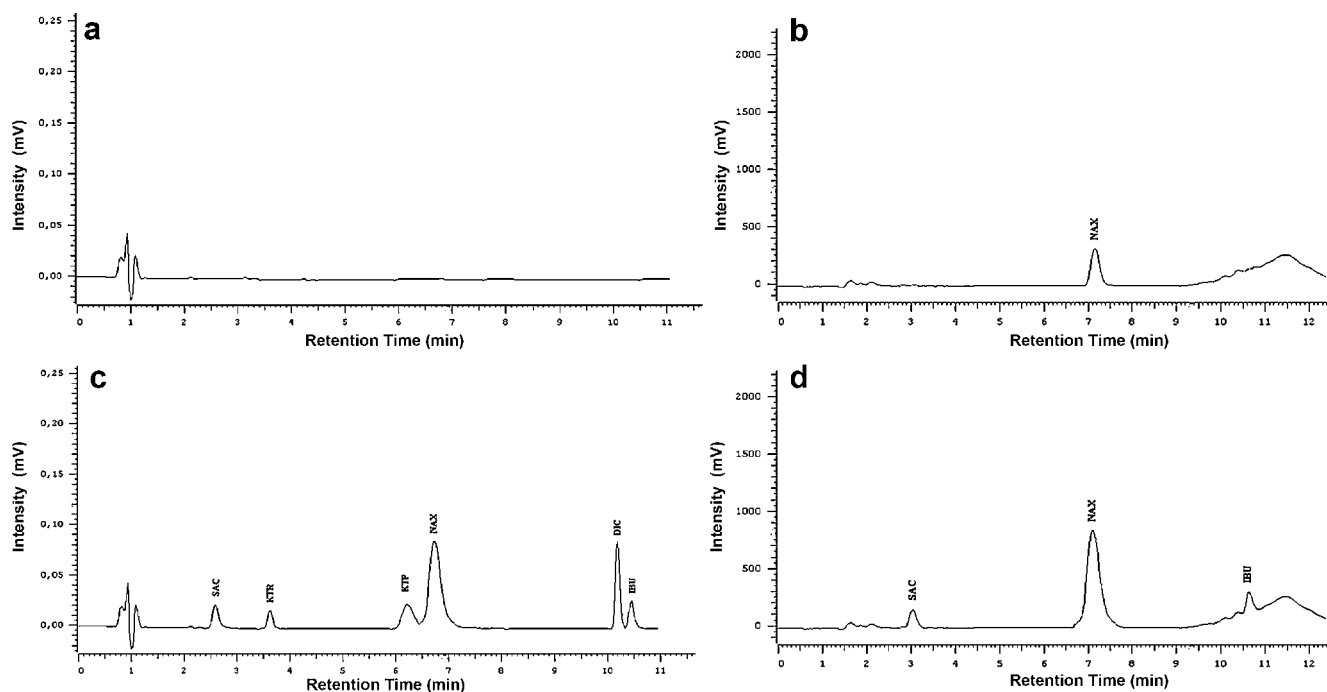 a
0,25
0,20
0,15
0,10
0,05
0,00
Intensity (mV)
0 1 2 3 4 5 6 7 8 9 10 11
Retention Time (min)
b
2000
1500
1000
500
0
Intensity (mV)
NAX
0 1 2 3 4 5 6 7 8 9 10 11 12
Retention Time (min)
c
0,25
0,20
0,15
0,10
0,05
0,00
Intensity (mV)
SAC
KTR
KTP
NAX
DIC
IBU
0 1 2 3 4 5 6 7 8 9 10 11
Retention Time (min)
d
2000
1500
1000
500
0
Intensity (mV)
SAC
NAX
IBU
0 1 2 3 4 5 6 7 8 9 10 11 12
Retention Time (min)